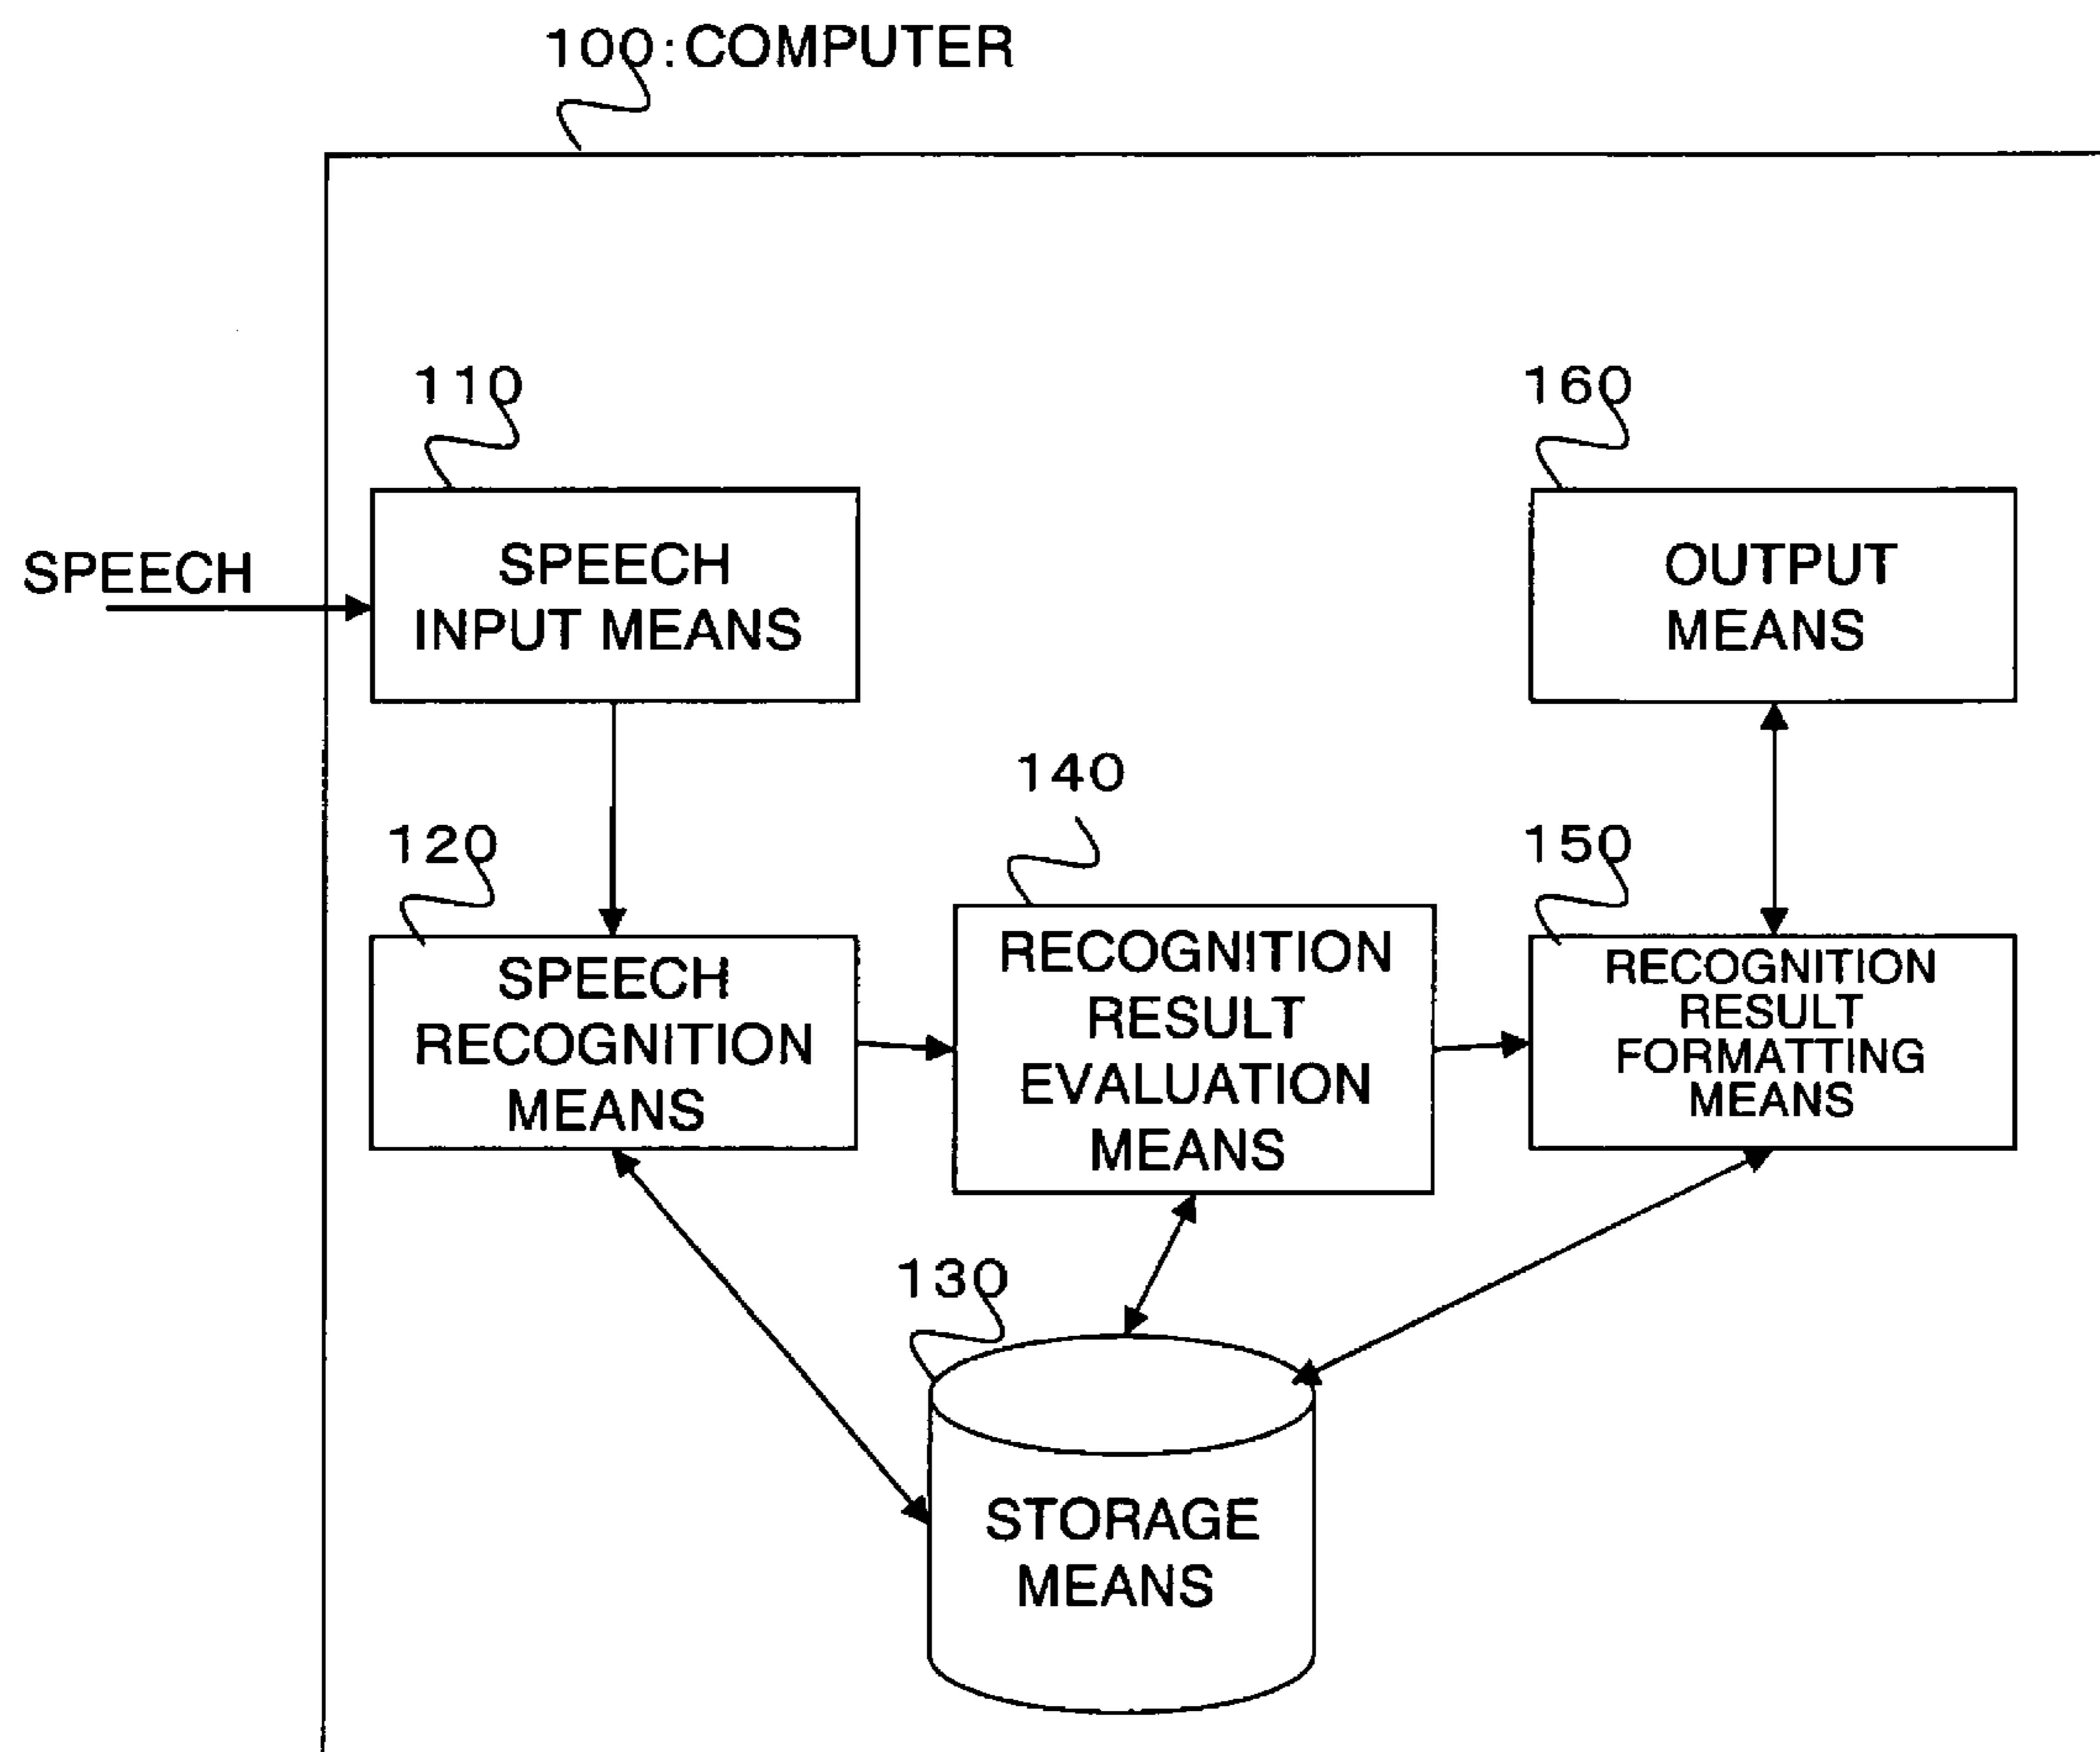 100:COMPUTER
110
160
SPEECH
SPEECH
INPUT MEANS
OUTPUT
MEANS
140
120
150
SPEECH
RECOGNITION
MEANS
RECOGNITION
RESULT
EVALUATION
MEANS
RECOGNITION
RESULT
FORMATTING
MEANS
130
STORAGE
MEANS